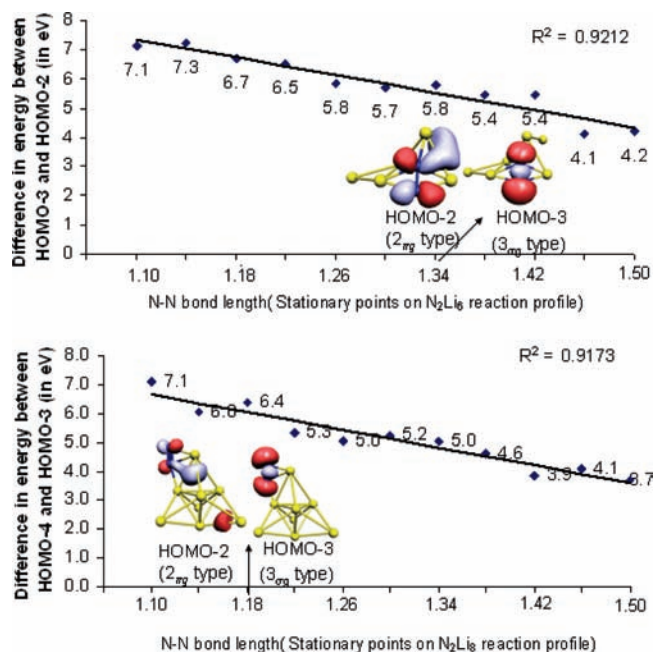 Difference in energy between
HOMO-3 and HOMO-2 (in eV)
8
7
6
5
4
3
2
1
0
R² = 0.9212
7.1 7.3 6.7 6.5 5.8 5.7 5.8 5.4 5.4 4.1 4.2
HOMO-2 HOMO-3
(2πg type) (3σg type)
1.10 1.18 1.26 1.34 1.42 1.50
N-N bond length( Stationary points on N₂Li₆ reaction profile)
Difference in energy between
HOMO-4 and HOMO-3 (in eV)
8.0
7.0
6.0
5.0
4.0
3.0
2.0
1.0
0.0
R² = 0.9173
7.1 6.0 6.4 5.3 5.0 5.2 5.0 4.6 3.9 4.1 3.7
HOMO-2 HOMO-3
(2πg type) (3σg type)
1.10 1.18 1.26 1.34 1.42 1.50
N-N bond length( Stationary points on N₂Li₈ reaction profile)